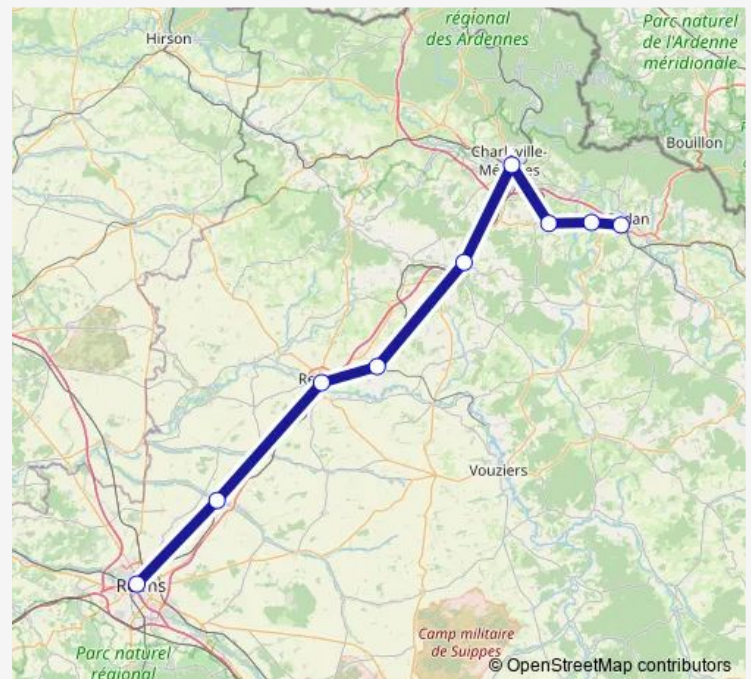 régional
des Ardennes
Parc naturel
de l'Ardenne
méridionale
Hirson
Bouillon
Vouziers
Camp militaire
de Suippes
Parc naturel
régional
© OpenStreetMap contributors